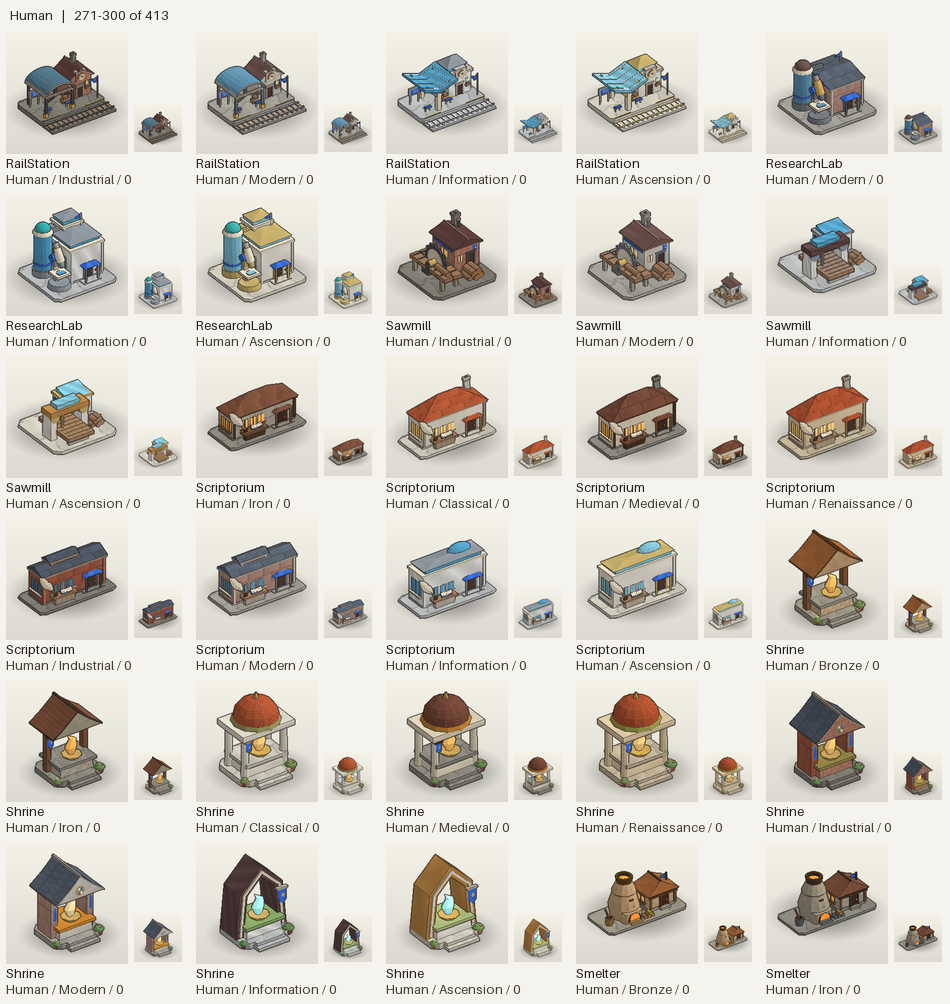 Human | 271-300 of 413
RailStation
Human / Industrial / 0
RailStation
Human / Modern / 0
RailStation
Human / Information / 0
RailStation
Human / Ascension / 0
ResearchLab
Human / Modern / 0
ResearchLab
Human / Information / 0
ResearchLab
Human / Ascension / 0
Sawmill
Human / Industrial / 0
Sawmill
Human / Modern / 0
Sawmill
Human / Information / 0
Sawmill
Human / Ascension / 0
Scriptorium
Human / Iron / 0
Scriptorium
Human / Classical / 0
Scriptorium
Human / Medieval / 0
Scriptorium
Human / Renaissance / 0
Scriptorium
Human / Industrial / 0
Scriptorium
Human / Modern / 0
Scriptorium
Human / Information / 0
Scriptorium
Human / Ascension / 0
Shrine
Human / Bronze / 0
Shrine
Human / Iron / 0
Shrine
Human / Classical / 0
Shrine
Human / Medieval / 0
Shrine
Human / Renaissance / 0
Shrine
Human / Industrial / 0
Shrine
Human / Modern / 0
Shrine
Human / Information / 0
Shrine
Human / Ascension / 0
Smelter
Human / Bronze / 0
Smelter
Human / Iron / 0